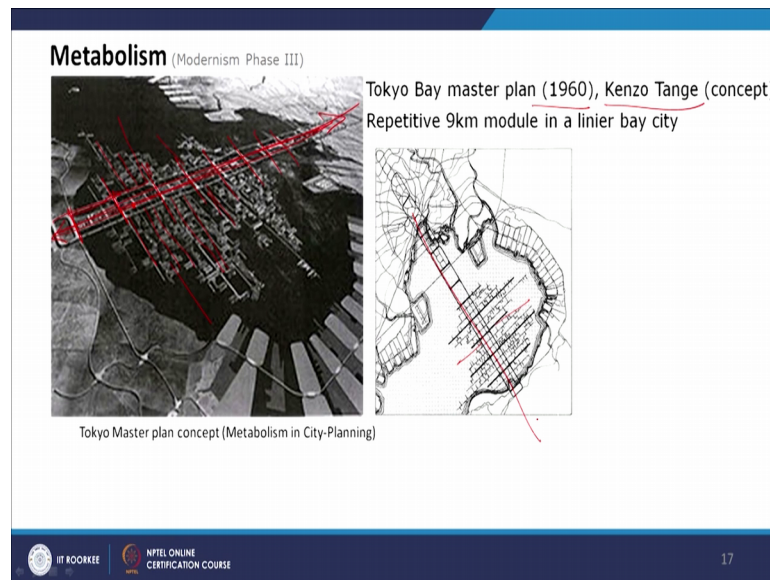 Metabolism (Modernism Phase III)
Tokyo Bay master plan (1960), Kenzo Tange (concept
Repetitive 9km module in a linier bay city
Tokyo Master plan concept (Metabolism in City-Planning)
IIT ROORKEE
NPTEL ONLINE
CERTIFICATION COURSE
NPTEL
17